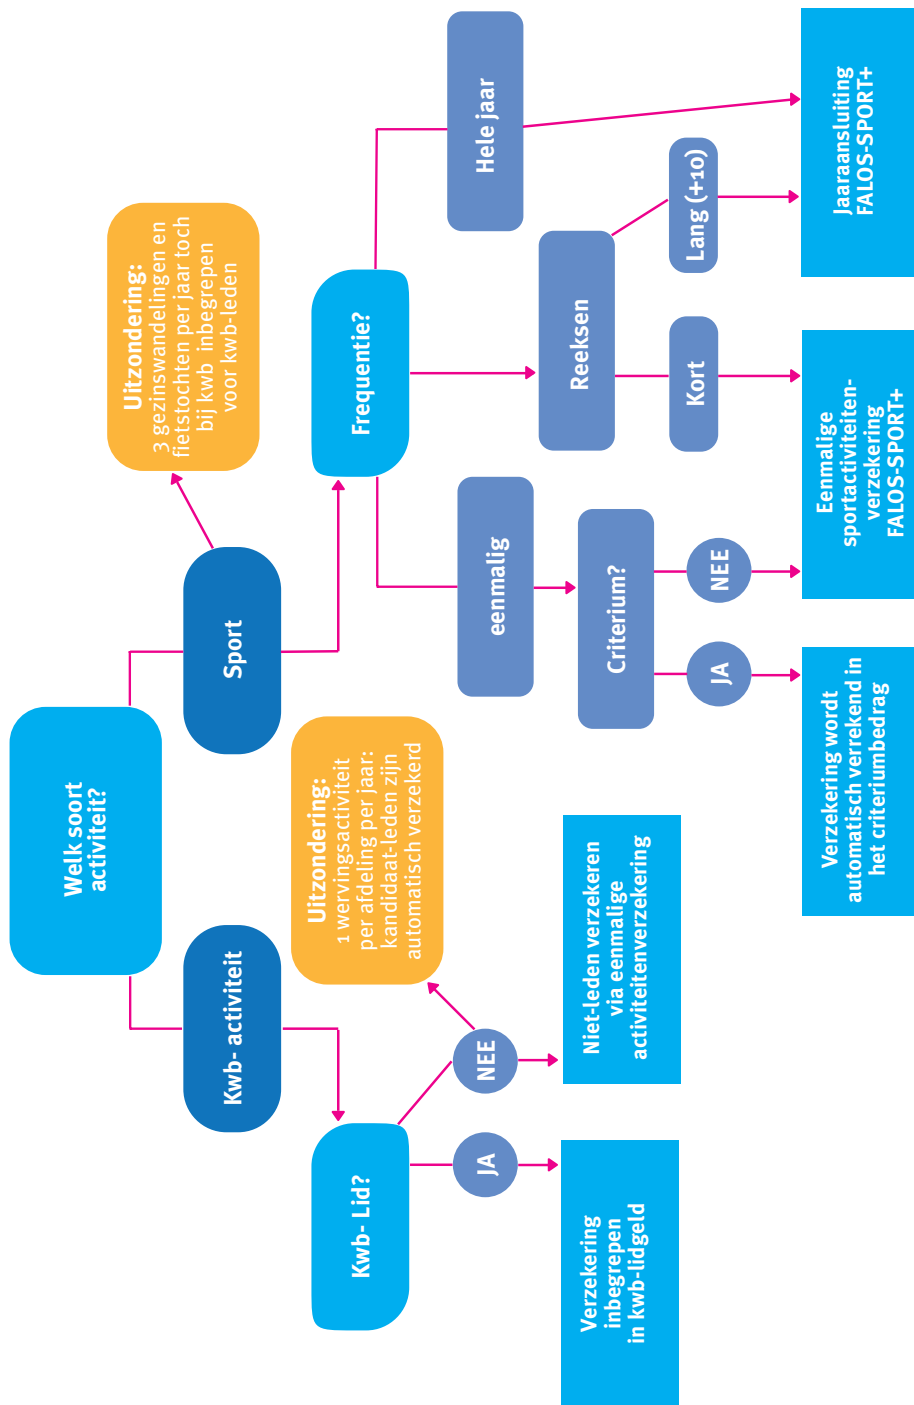 Welk soort
activiteit?
Kwb- activiteit
Sport
Uitzondering:
3 gezinswandelingen en
fietstochten per jaar toch
bij kwb inbegrepen
voor kwb-leden
Kwb- Lid?
Uitzondering:
1 wervingsactiviteit
per afdeling per jaar:
kandidaat-leden zijn
automatisch verzekerd
Frequentie?
JA
NEE
eenmalig
Reeksen
Hele jaar
Verzekering
inbegrepen
in kwb-lidgeld
Niet-leden verzekeren
via eenmalige
activiteitenverzekering
Criterium?
Kort
Lang (+10)
JA
NEE
Verzekering wordt
automatisch verrekend in
het criteriumbedrag
Eenmalige
sportactiviteiten-
verzekering
FALOS-SPORT+
Jaaraansluiting
FALOS-SPORT+